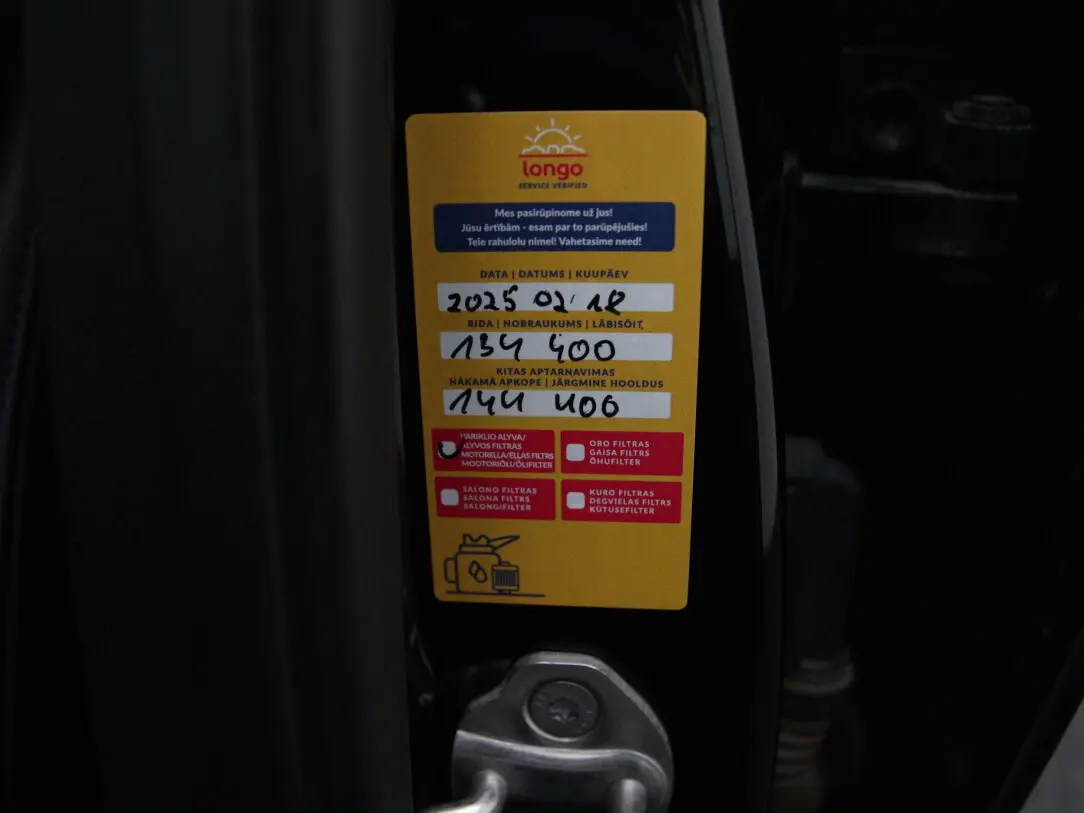 longo
SERVICE VERIFIED
Mes pasirūpinome už jus!
Jūsu ērtībām - esam par to parūpējušies!
Teie rahulolu nimel! Vahetasime need!
DATA | DATUMS | KUUPÄEV
2025 02 18
RIDA | NOBRAUKUMS | LÄBISÕIT
134 400
KITAS APTARNAVIMAS
NĀKAMĀ APKOPE | JÄRGMINE HOOLDUS
144 400
VARIKLIO ALYVA/
ALYVOS FILTRAS
MOTOREĻĻA/EĻĻAS FILTRS
MOOTORIÕLI/ÕLIFILTER
ORO FILTRAS
GAISA FILTRS
ÕHUFILTER
SALONO FILTRAS
SALONA FILTRS
SALONGIFILTER
KURO FILTRAS
DEGVIELAS FILTRS
KÜTUSEFILTER